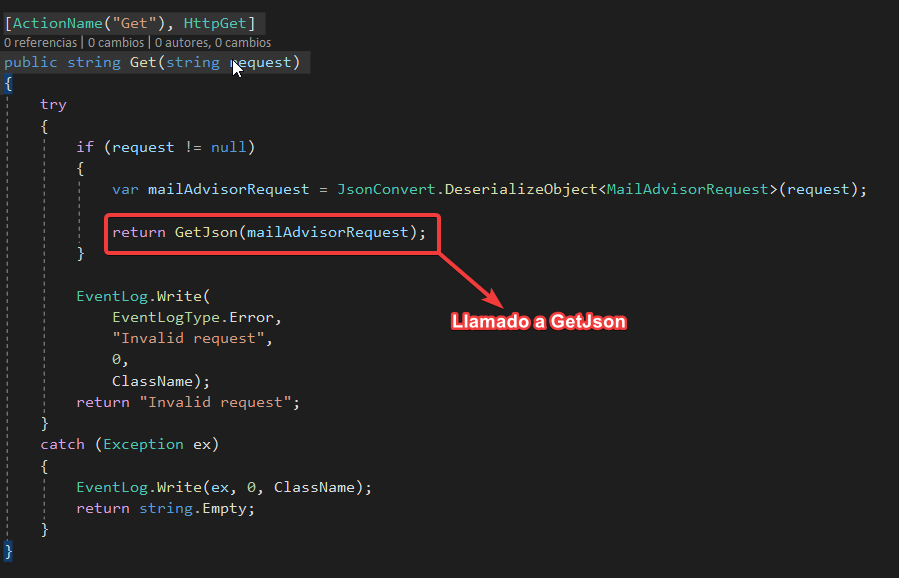 [ActionName("Get"), HttpGet]
0 referencias | 0 cambios | 0 autores, 0 cambios
public string Get(string request)
{
try
{
if (request != null)
{
var mailAdvisorRequest = JsonConvert.DeserializeObject<MailAdvisorRequest>(request);
return GetJson(mailAdvisorRequest);
}
Llamado a GetJson
EventLog.Write(
EventLogType.Error,
"Invalid request",
0,
ClassName);
return "Invalid request";
}
catch (Exception ex)
{
EventLog.Write(ex, 0, ClassName);
return string.Empty;
}
}